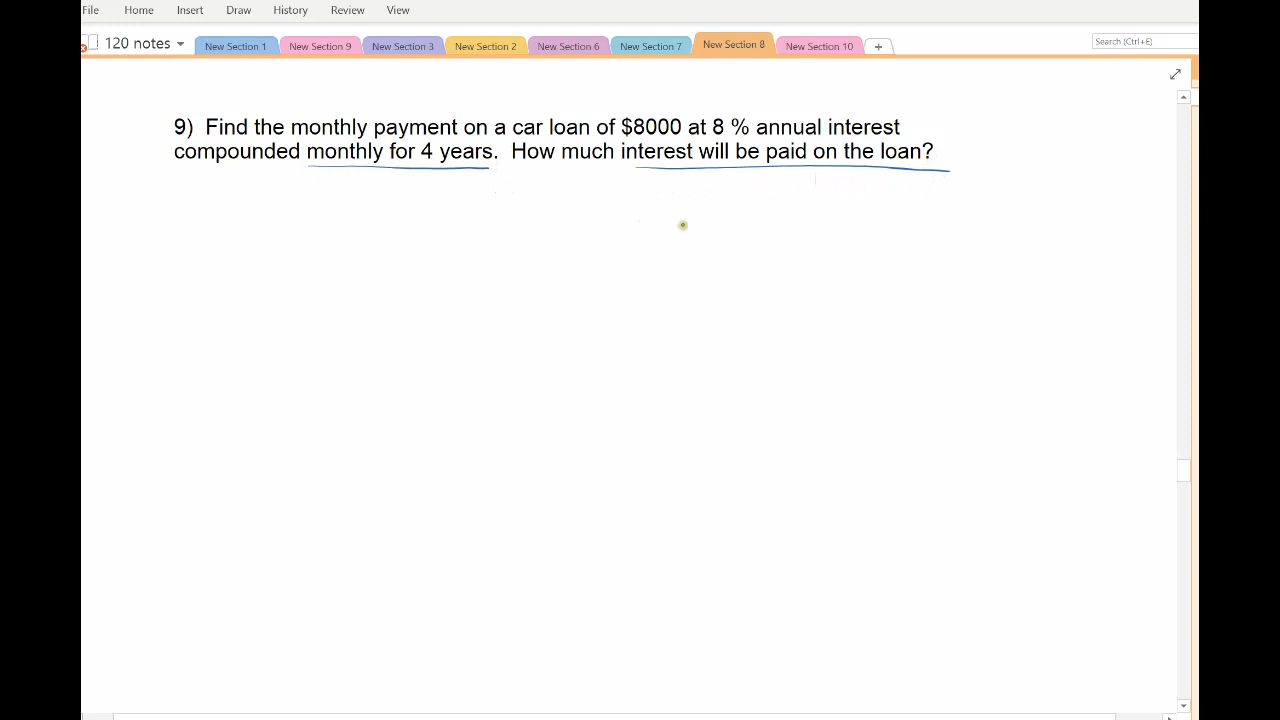 File Home Insert Draw History Review View
120 notes New Section 1 New Section 9 New Section 3 New Section 2 New Section 6 New Section 7 New Section 8 New Section 10 + Search (Ctrl+E)
9) Find the monthly payment on a car loan of $8000 at 8 % annual interest
compounded monthly for 4 years. How much interest will be paid on the loan?